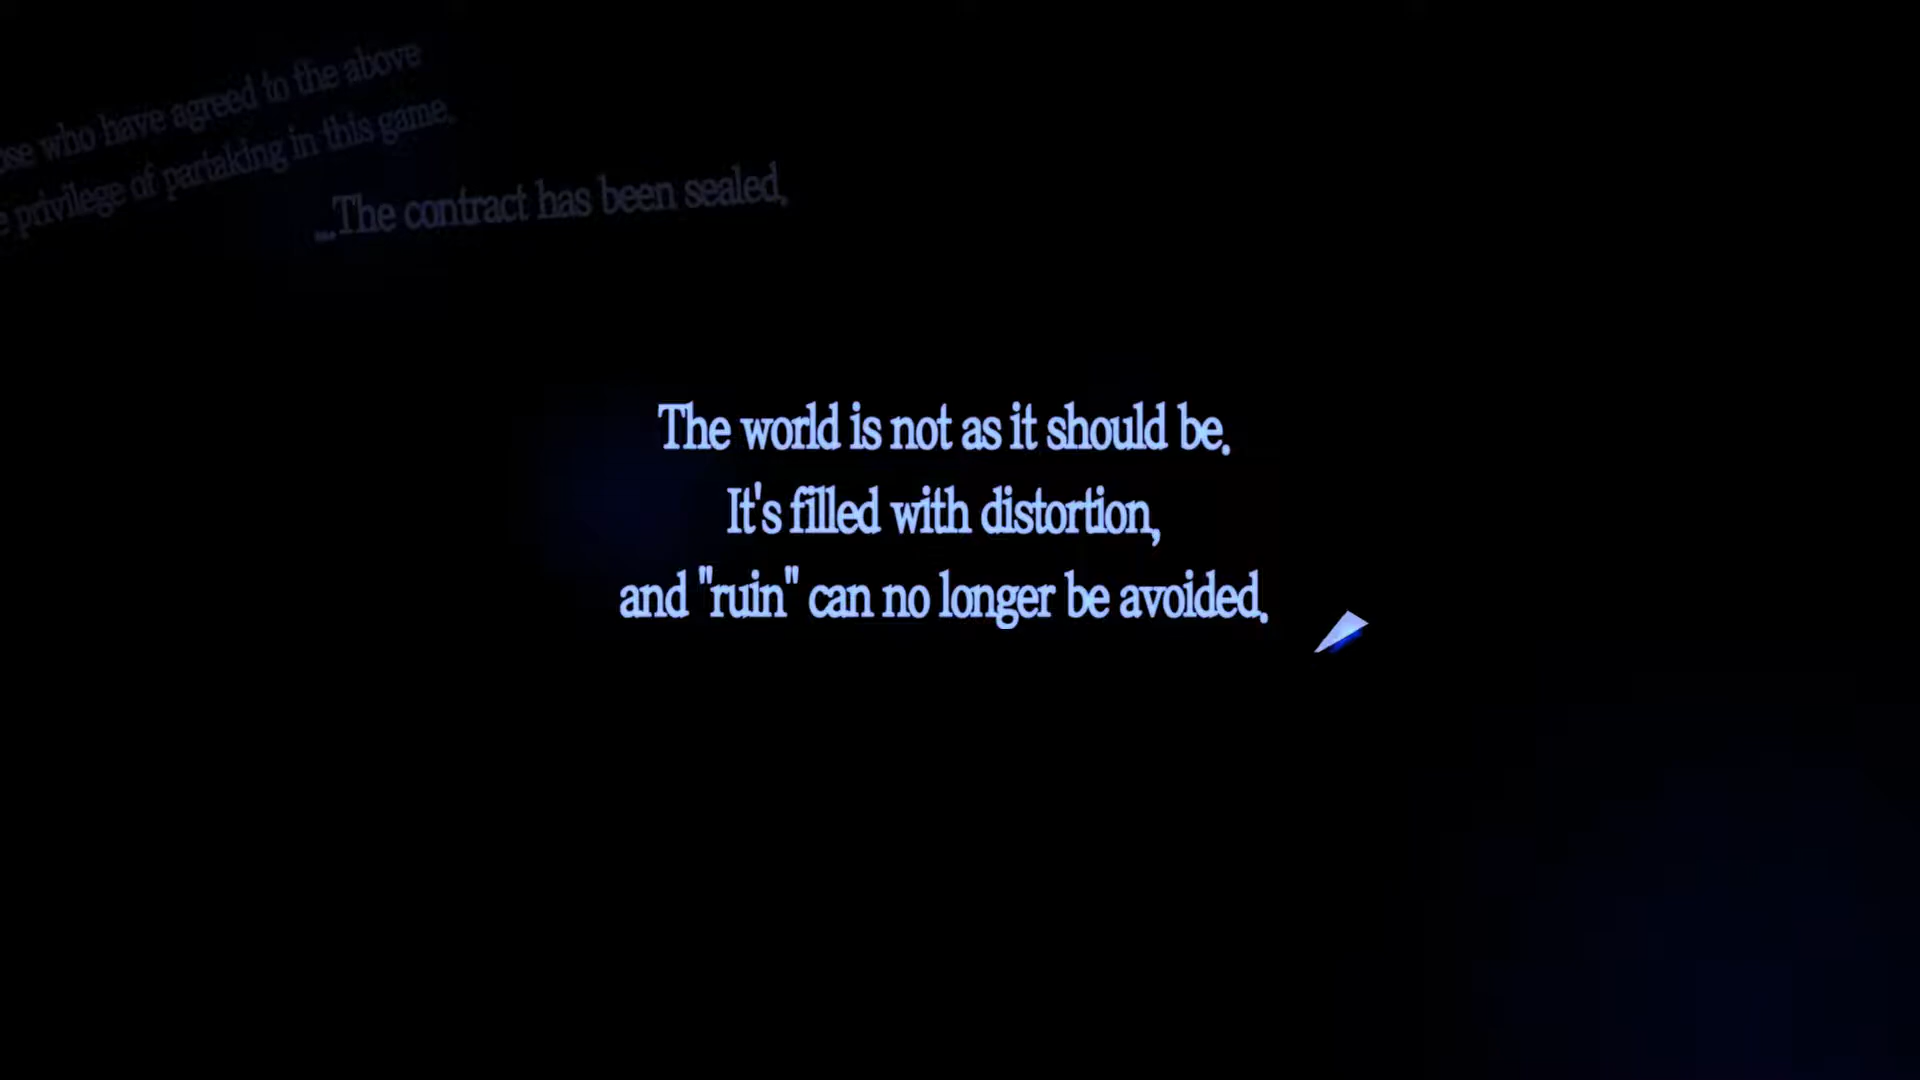 who have agreed to the above
privilege of partaking in this game.
...The contract has been sealed.
The world is not as it should be.
It's filled with distortion,
and "ruin" can no longer be avoided.